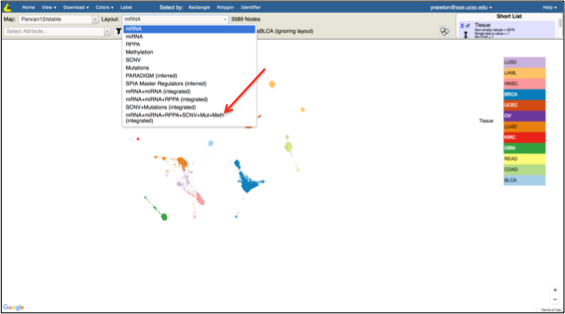 Home View Download Colors Label Select by: Rectangle Polygon Identifier ynewton@soe.ucsc.edu Help
Map: Pancan12/stable Layout: mRNA 3589 Nodes
Short List
Select Attribute...
sBLCA (ignoring layout)
Tissue
mRNA
miRNA
RPPA
Methylation
SCNV
Mutations
PARADIGM (inferred)
SPIA Master Regulators (inferred)
mRNA+miRNA (integrated)
mRNA+miRNA+RPPA (integrated)
SCNV+Mutations (integrated)
mRNA+miRNA+RPPA+SCNV+Mut+Meth
(integrated)
Tissue
LUSC
LAML
HNSC
BRCA
UCEC
OV
LUAD
KIRC
GBM
READ
COAD
BLCA
+
−
Google
Terms of Use